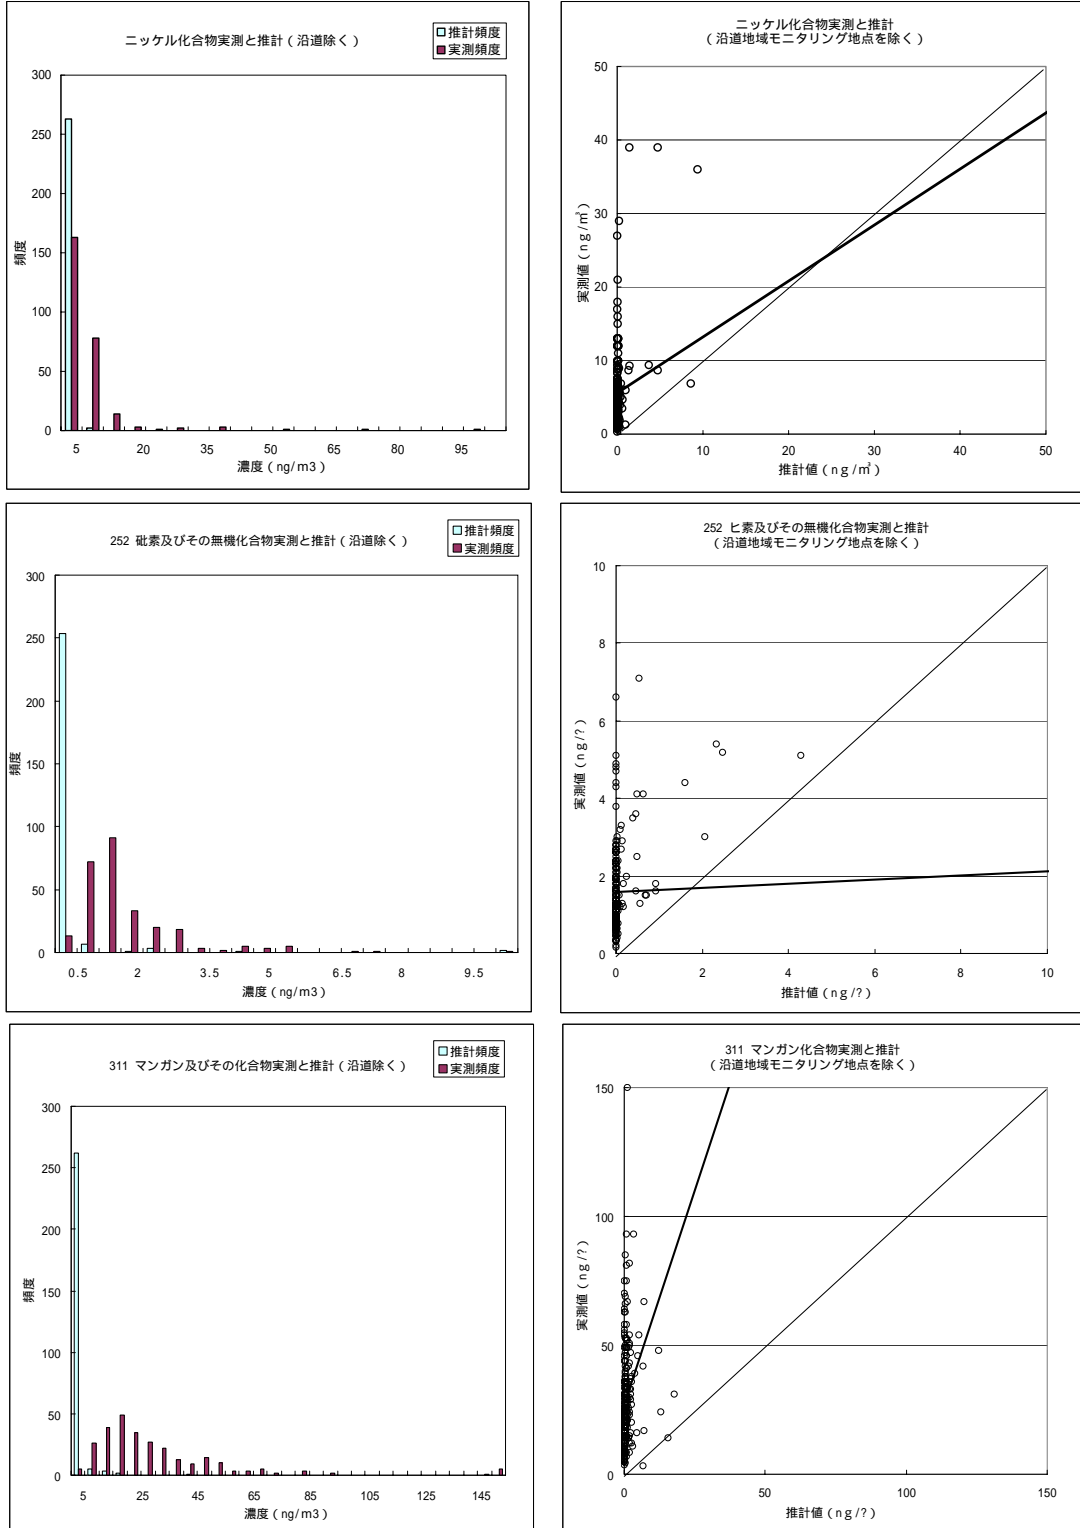 ニッケル化合物実測と推計（沿道除く）
推計頻度
実測頻度
300
250
200
150
100
50
0
頻度
5 20 35 50 65 80 95
濃度（ng/m3）
ニッケル化合物実測と推計
（沿道地域モニタリング地点を除く）
50
40
30
20
10
0
実測値（ng/㎥）
0 10 20 30 40 50
推計値（ng/㎥）
252 砒素及びその無機化合物実測と推計（沿道除く）
推計頻度
実測頻度
300
250
200
150
100
50
0
頻度
0.5 2 3.5 5 6.5 8 9.5
濃度（ng/m3）
252 ヒ素及びその無機化合物実測と推計
（沿道地域モニタリング地点を除く）
10
8
6
4
2
0
実測値（ng/?）
0 2 4 6 8 10
推計値（ng/?）
311 マンガン及びその化合物実測と推計（沿道除く）
推計頻度
実測頻度
300
250
200
150
100
50
0
頻度
5 25 45 65 85 105 125 145
濃度（ng/m3）
311 マンガン化合物実測と推計
（沿道地域モニタリング地点を除く）
150
100
50
0
実測値（ng/?）
0 50 100 150
推計値（ng/?）